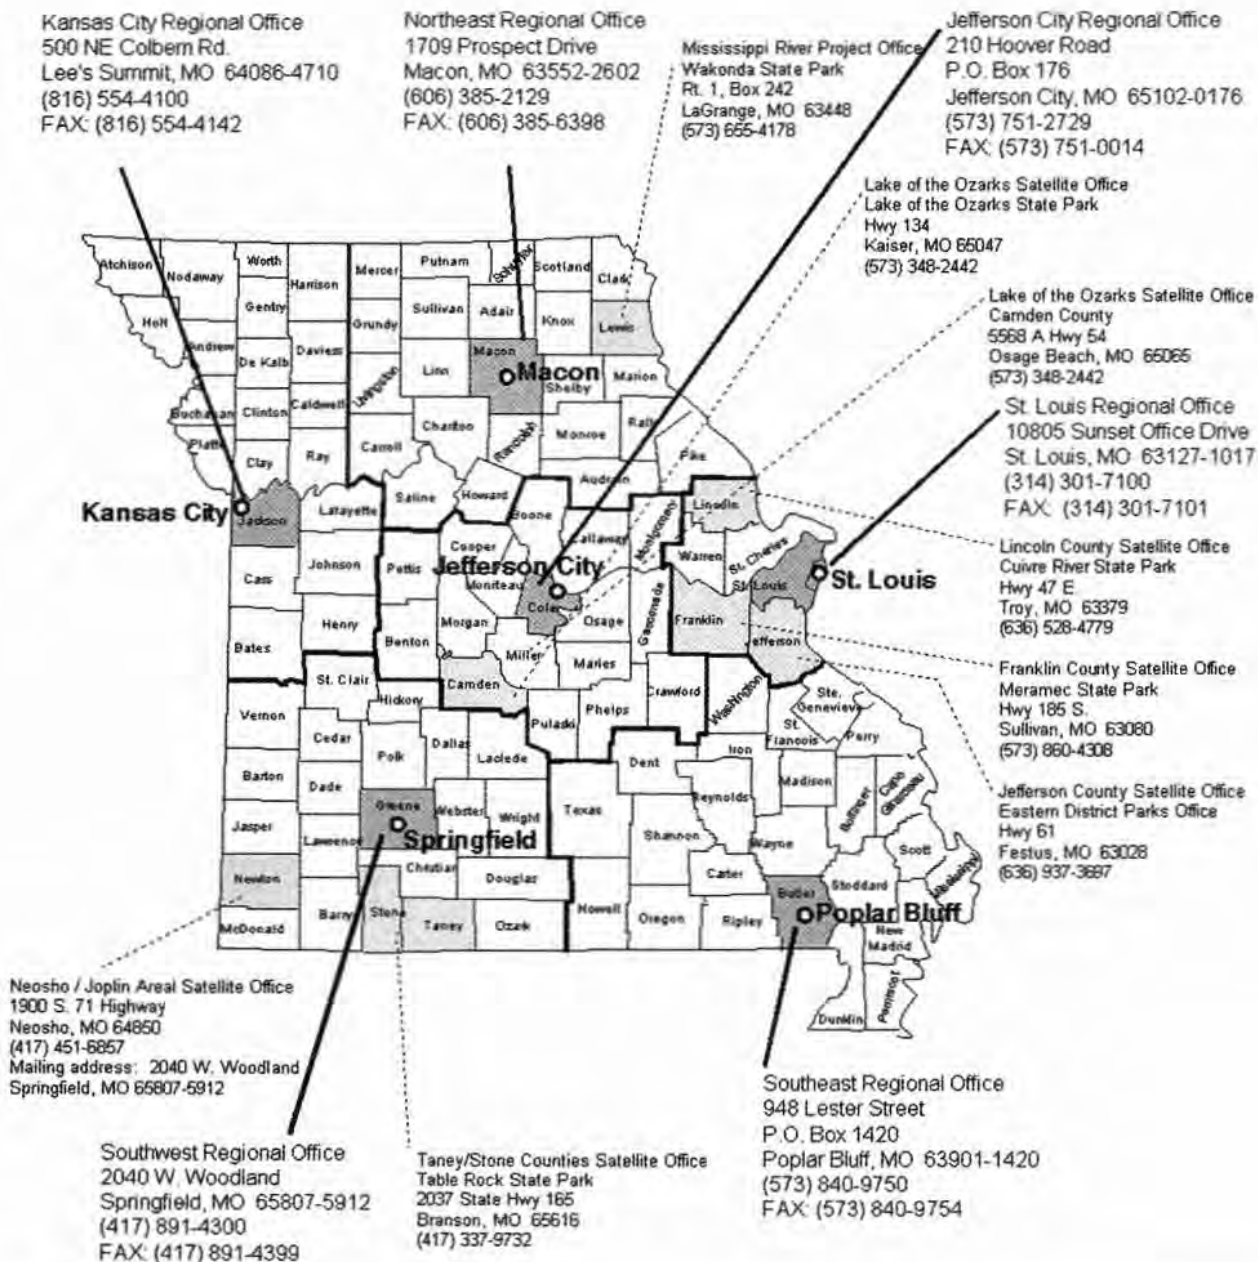 Kansas City Regional Office
500 NE Colbern Rd.
Lee's Summit, MO 64086-4710
(816) 554-4100
FAX: (816) 554-4142
Northeast Regional Office
1709 Prospect Drive
Macon, MO 63552-2602
(606) 385-2129
FAX: (606) 385-6398
Mississippi River Project Office
Wakonda State Park
Rt. 1, Box 242
LaGrange, MO 63448
(573) 655-4178
Jefferson City Regional Office
210 Hoover Road
P.O. Box 176
Jefferson City, MO 65102-0176
(573) 751-2729
FAX: (573) 751-0014
Lake of the Ozarks Satellite Office
Lake of the Ozarks State Park
Hwy 134
Kaiser, MO 65047
(573) 348-2442
Lake of the Ozarks Satellite Office
Camden County
5568 A Hwy 54
Osage Beach, MO 65065
(573) 348-2442
St. Louis Regional Office
10805 Sunset Office Drive
St. Louis, MO 63127-1017
(314) 301-7100
FAX: (314) 301-7101
Lincoln County Satellite Office
Cuivre River State Park
Hwy 47 E.
Troy, MO 63379
(636) 528-4779
Franklin County Satellite Office
Meramec State Park
Hwy 185 S.
Sullivan, MO 63080
(573) 860-4308
Jefferson County Satellite Office
Eastern District Parks Office
Hwy 61
Festus, MO 63028
(636) 937-3697
Atchison
Nodaway
Worth
Harrison
Mercer
Putnam
Schuyler
Scotland
Clark
Holt
Andrew
Gentry
De Kalb
Daviess
Grundy
Sullivan
Adair
Knox
Lewis
Buchanan
Clinton
Caldwell
Livingston
Linn
Macon
Macon
Shelby
Marion
Platte
Clay
Ray
Carroll
Chariton
Randolph
Monroe
Ralls
Pike
Audrain
Kansas City
Jackson
Lafayette
Saline
Howard
Boone
Callaway
Montgomery
Lincoln
Warren
St. Charles
St. Louis
St. Louis
Cass
Johnson
Pettis
Cooper
Moniteau
Jefferson City
Cole
Osage
Gasconade
Franklin
Jefferson
Bates
Henry
Benton
Morgan
Miller
Maries
Camden
St. Clair
Hickory
Pulaski
Phelps
Crawford
Washington
Ste.
Genevieve
St.
Francois
Perry
Vernon
Cedar
Polk
Dallas
Laclede
Dent
Iron
Madison
Bollinger
Cape
Girardeau
Barton
Dade
Greene
Webster
Wright
Texas
Shannon
Reynolds
Wayne
Scott
Mississippi
Jasper
Lawrence
Springfield
Christian
Douglas
Carter
Butler
Stoddard
Newton
Barry
Stone
Taney
Ozark
Howell
Oregon
Ripley
Poplar Bluff
New
Madrid
McDonald
Dunklin
Pemiscot
Neosho / Joplin Areal Satellite Office
1900 S. 71 Highway
Neosho, MO 64850
(417) 451-6857
Mailing address: 2040 W. Woodland
Springfield, MO 65807-5912
Southwest Regional Office
2040 W. Woodland
Springfield, MO 65807-5912
(417) 891-4300
FAX: (417) 891-4399
Taney/Stone Counties Satellite Office
Table Rock State Park
2037 State Hwy 165
Branson, MO 65616
(417) 337-9732
Southeast Regional Office
948 Lester Street
P.O. Box 1420
Poplar Bluff, MO 63901-1420
(573) 840-9750
FAX: (573) 840-9754